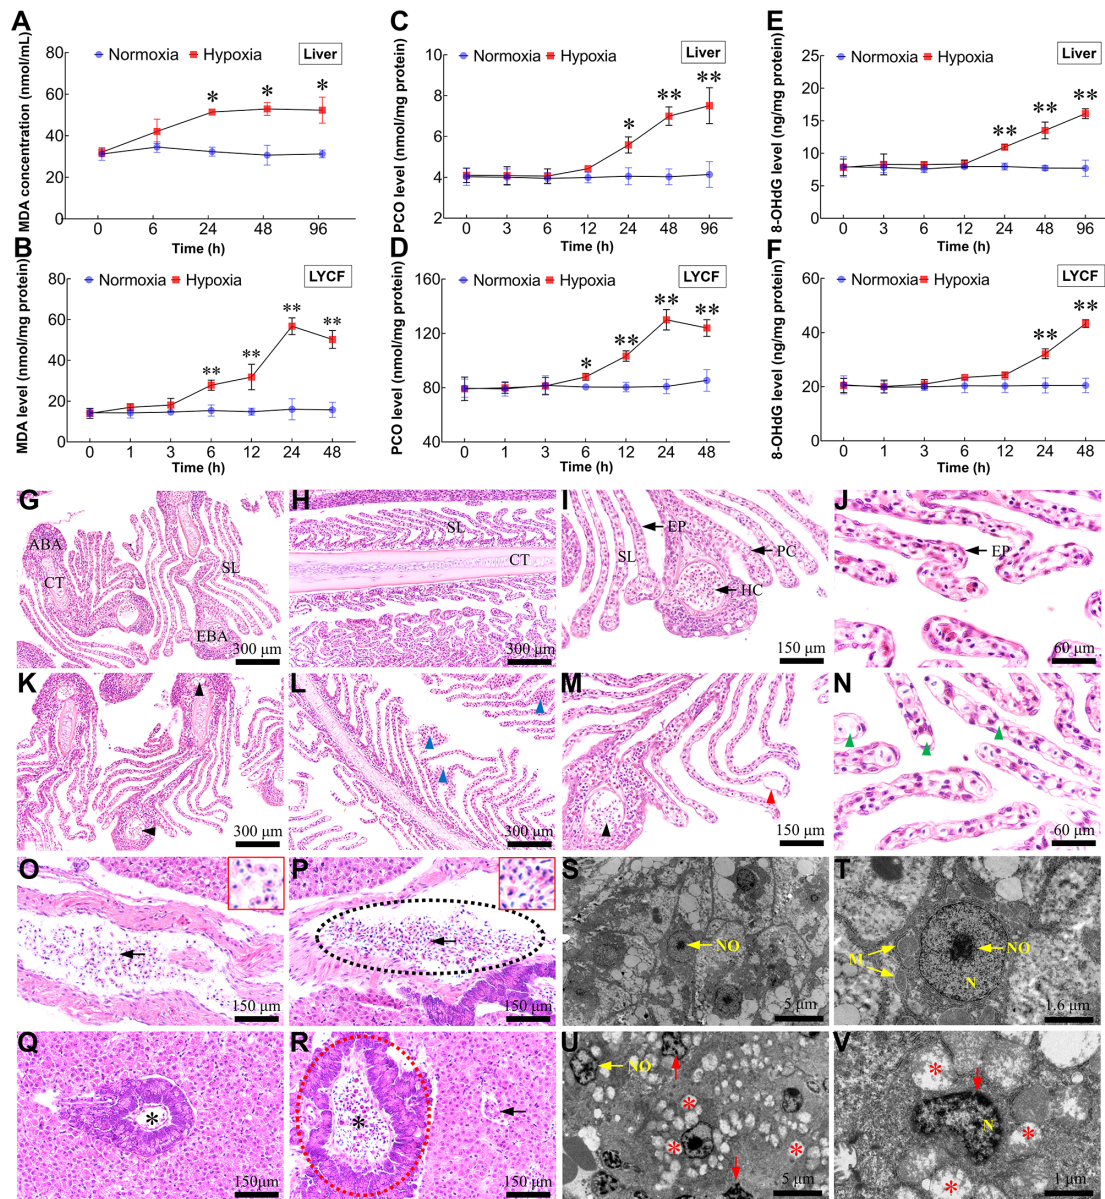 A
MDA concentration (nmol/mL)
Normoxia Hypoxia Liver
80
60
40
20
0
* * *
0 6 24 48 96
Time (h)
C
PCO level (nmol/mg protein)
Normoxia Hypoxia Liver
10
8
6
4
2
* ** **
0 3 6 12 24 48 96
Time (h)
E
8-OHdG level (ng/mg protein)
Normoxia Hypoxia Liver
25
20
15
10
5
0
** ** **
0 3 6 12 24 48 96
Time (h)
B
MDA level (nmol/mg protein)
Normoxia Hypoxia LYCF
80
60
40
20
0
** ** ** **
0 1 3 6 12 24 48
Time (h)
D
PCO level (nmol/mg protein)
Normoxia Hypoxia LYCF
160
120
80
40
* ** ** **
0 1 3 6 12 24 48
Time (h)
F
8-OHdG level (ng/mg protein)
Normoxia Hypoxia LYCF
60
40
20
0
** **
0 1 3 6 12 24 48
Time (h)
G
ABA
CT
SL
EBA
300 μm
H
SL
CT
300 μm
I
EP
SL
PC
HC
150 μm
J
EP
60 μm
K
300 μm
L
300 μm
M
150 μm
N
60 μm
O
150 μm
P
150 μm
S
NO
5 μm
T
M
NO
N
1.6 μm
Q
*
150μm
R
*
150μm
U
NO
*
* *
5 μm
V
*
N
*
*
1 μm